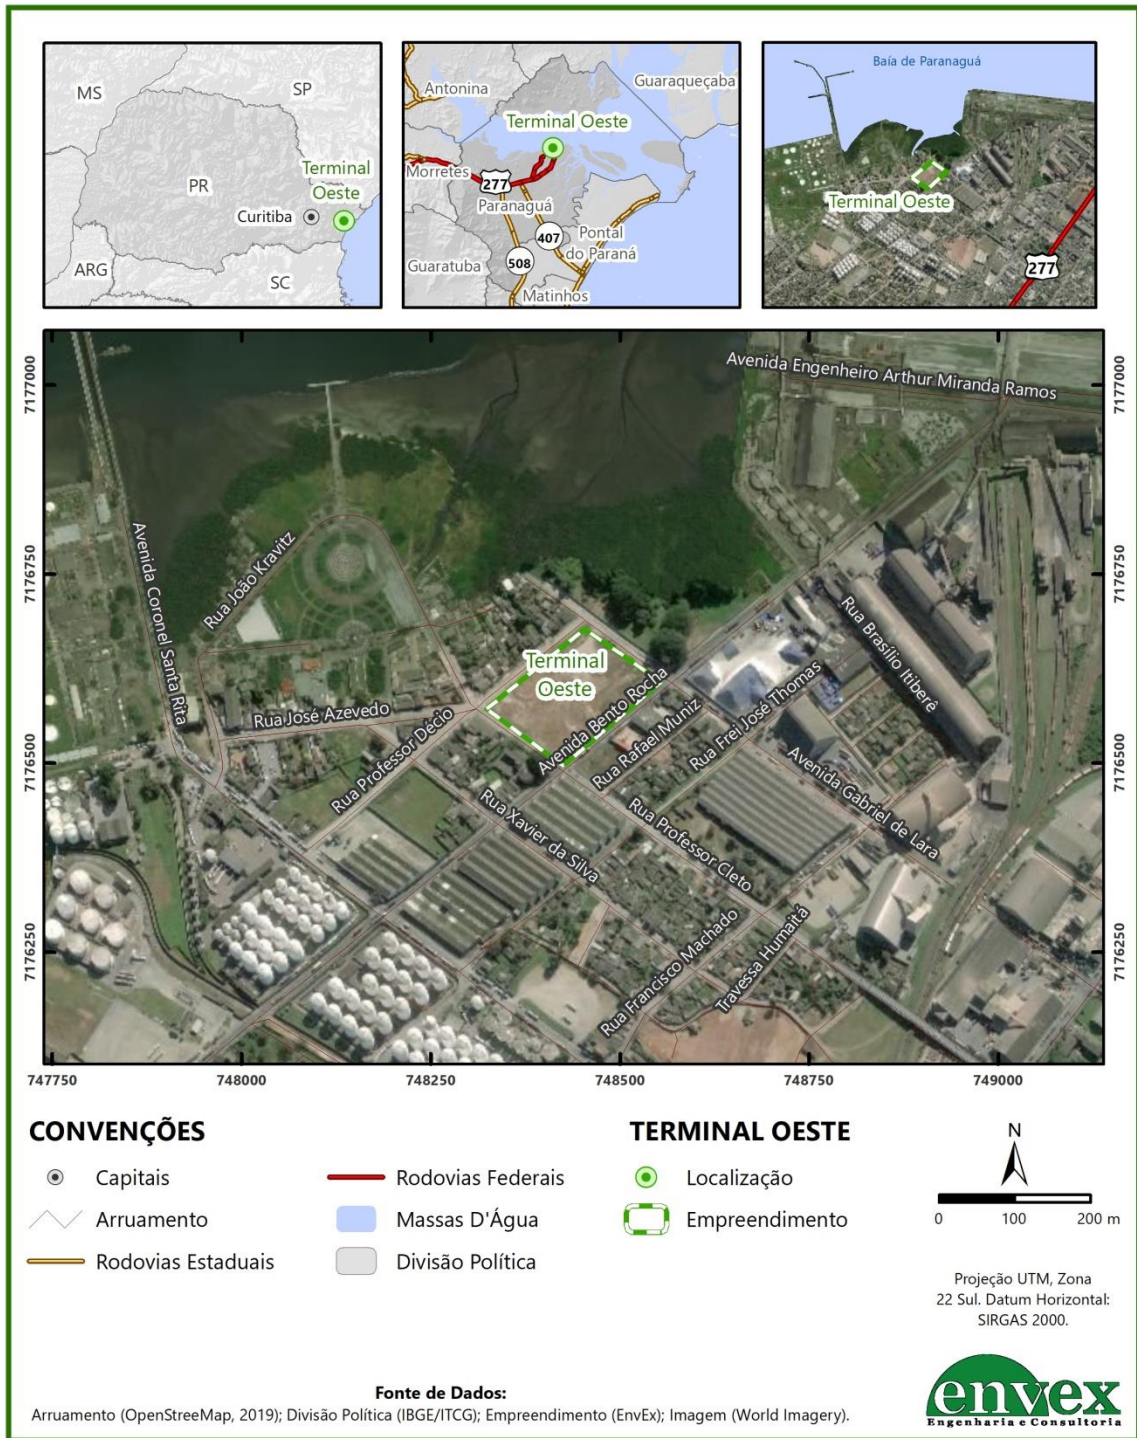 MS
SP
Terminal
Oeste
PR
Curitiba
ARG
SC
Antonina
Guaraqueçaba
Terminal Oeste
Morretes
277
Paranaguá
407
Pontal
do Paraná
508
Guaratuba
Matinhos
Baía de Paranaguá
Terminal Oeste
277
7177000
7176750
7176500
7176250
Avenida Engenheiro Arthur Miranda Ramos
Avenida Coronel Santa Rita
Rua João Kravitz
Rua Brasílio Itiberê
Terminal
Oeste
Rua José Azevedo
Rua Professor Décio
Avenida Bento Rocha
Rua Rafael Muniz
Rua Frei José Thomas
Avenida Gabriel de Lara
Rua Xavier da Silva
Rua Professor Cleto
Rua Francisco Machado
Travessa Humaitá
7177000
7176750
7176500
7176250
747750 748000 748250 748500 748750 749000
CONVENÇÕES
Capitais
Arruamento
Rodovias Estaduais
Rodovias Federais
Massas D'Água
Divisão Política
TERMINAL OESTE
Localização
Empreendimento
N
0 100 200 m
Projeção UTM, Zona
22 Sul. Datum Horizontal:
SIRGAS 2000.
Fonte de Dados:
Arruamento (OpenStreeMap, 2019); Divisão Política (IBGE/ITCG); Empreendimento (EnvEx); Imagem (World Imagery).
envex
Engenharia e Consultoria